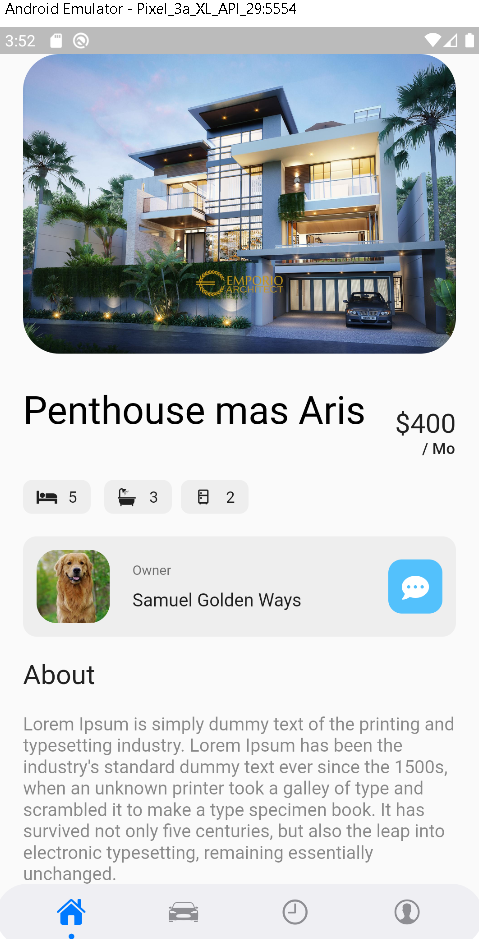 Android Emulator - Pixel_3a_XL_API_29:5554
3:52
EMPORIO
ARCHITECT
Penthouse mas Aris
$400
/ Mo
5
3
2
Owner
Samuel Golden Ways
About
Lorem Ipsum is simply dummy text of the printing and
typesetting industry. Lorem Ipsum has been the
industry's standard dummy text ever since the 1500s,
when an unknown printer took a galley of type and
scrambled it to make a type specimen book. It has
survived not only five centuries, but also the leap into
electronic typesetting, remaining essentially
unchanged.